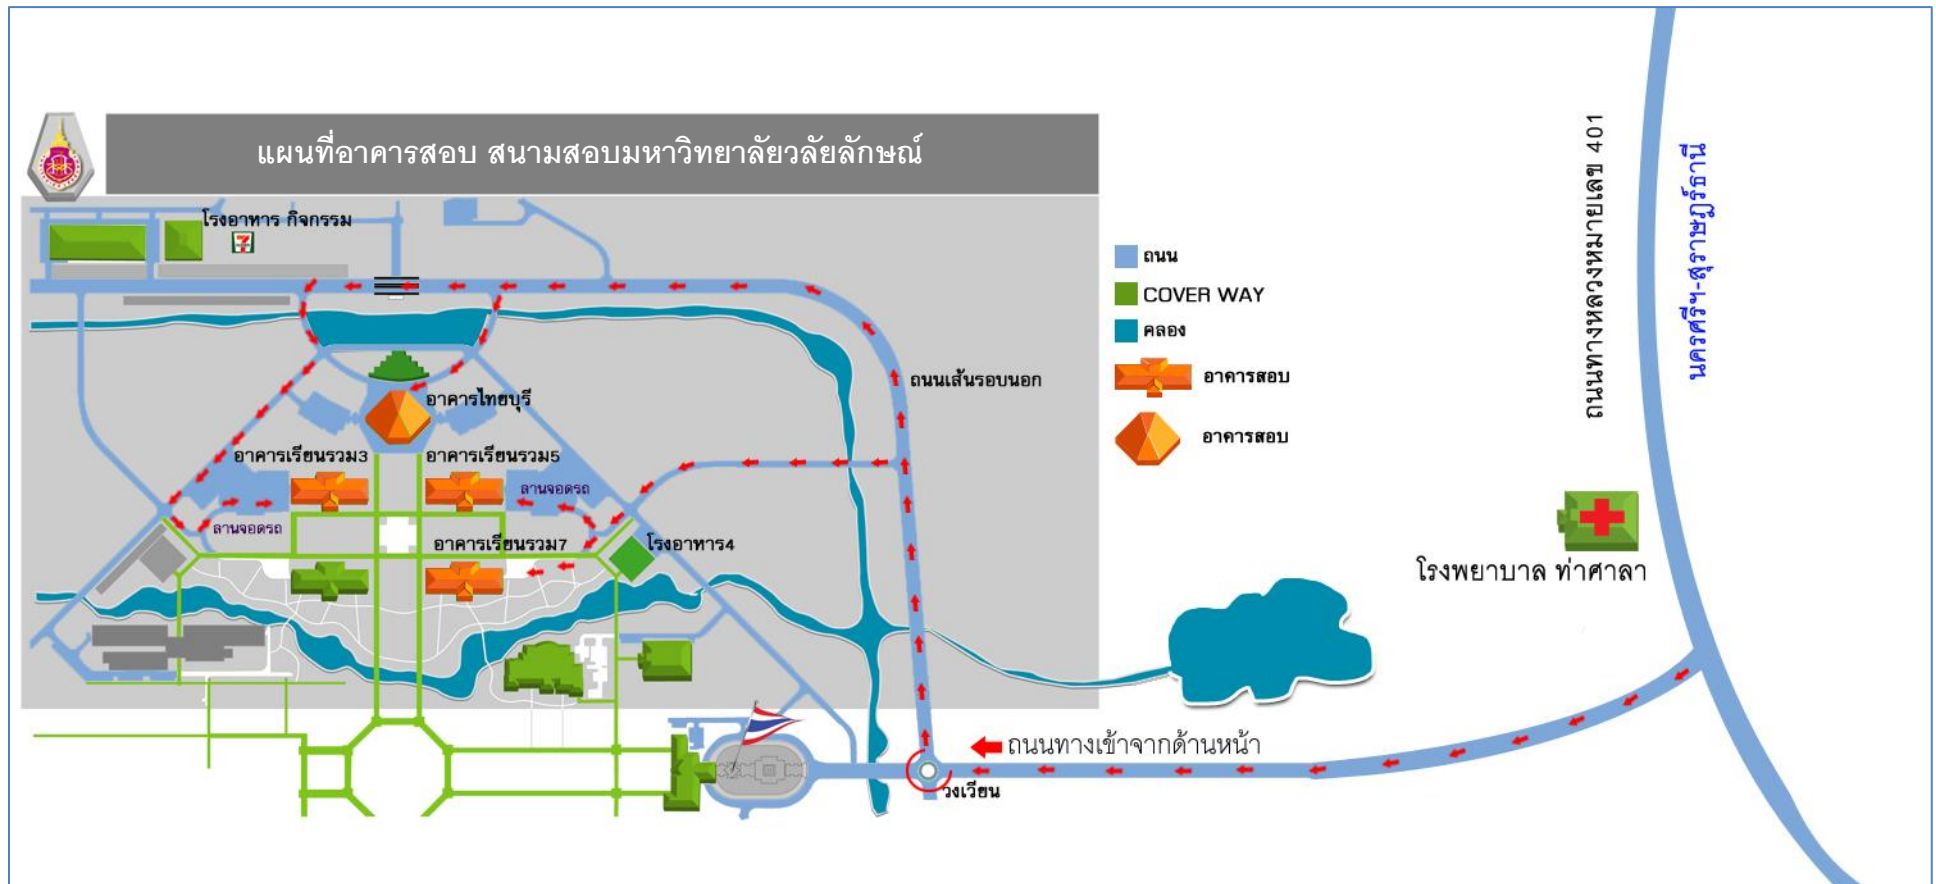 แผนที่อาคารสอบ สนามสอบมหาวิทยาลัยวลัยลักษณ์
โรงอาหาร กิจกรรม
7
อาคารไทยบุรี
อาคารเรียนรวม3
อาคารเรียนรวม5
ลานจอดรถ
ลานจอดรถ
อาคารเรียนรวม7
โรงอาหาร4
ถนนเส้นรอบนอก
ถนน
COVER WAY
คลอง
อาคารสอบ
อาคารสอบ
ถนนทางหลวงหมายเลข 401
นครศรีฯ-สุราษฎร์ธานี
โรงพยาบาล ท่าศาลา
ถนนทางเข้าจากด้านหน้า
วงเวียน